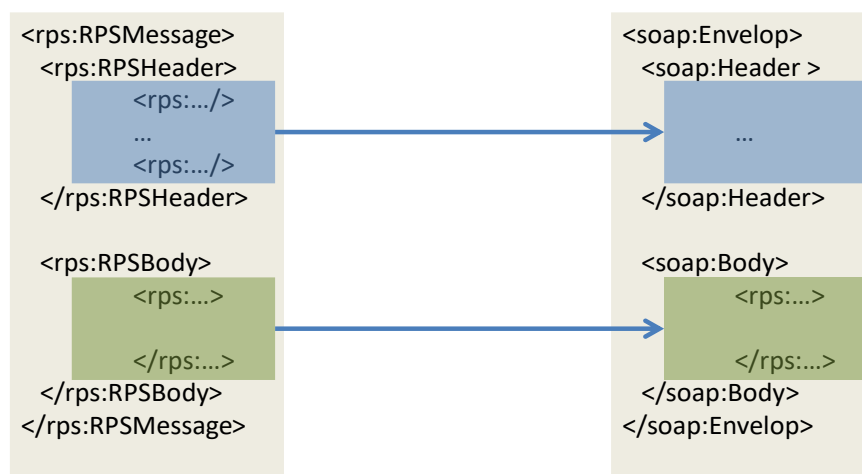 <rps:RPSMessage>
<rps:RPSHeader>
<rps:.../>
...
<rps:.../>
</rps:RPSHeader>
<rps:RPSBody>
<rps:...>
</rps:...>
</rps:RPSBody>
</rps:RPSMessage>
<soap:Envelop>
<soap:Header >
...
</soap:Header>
<soap:Body>
<rps:...>
</rps:...>
</soap:Body>
</soap:Envelop>